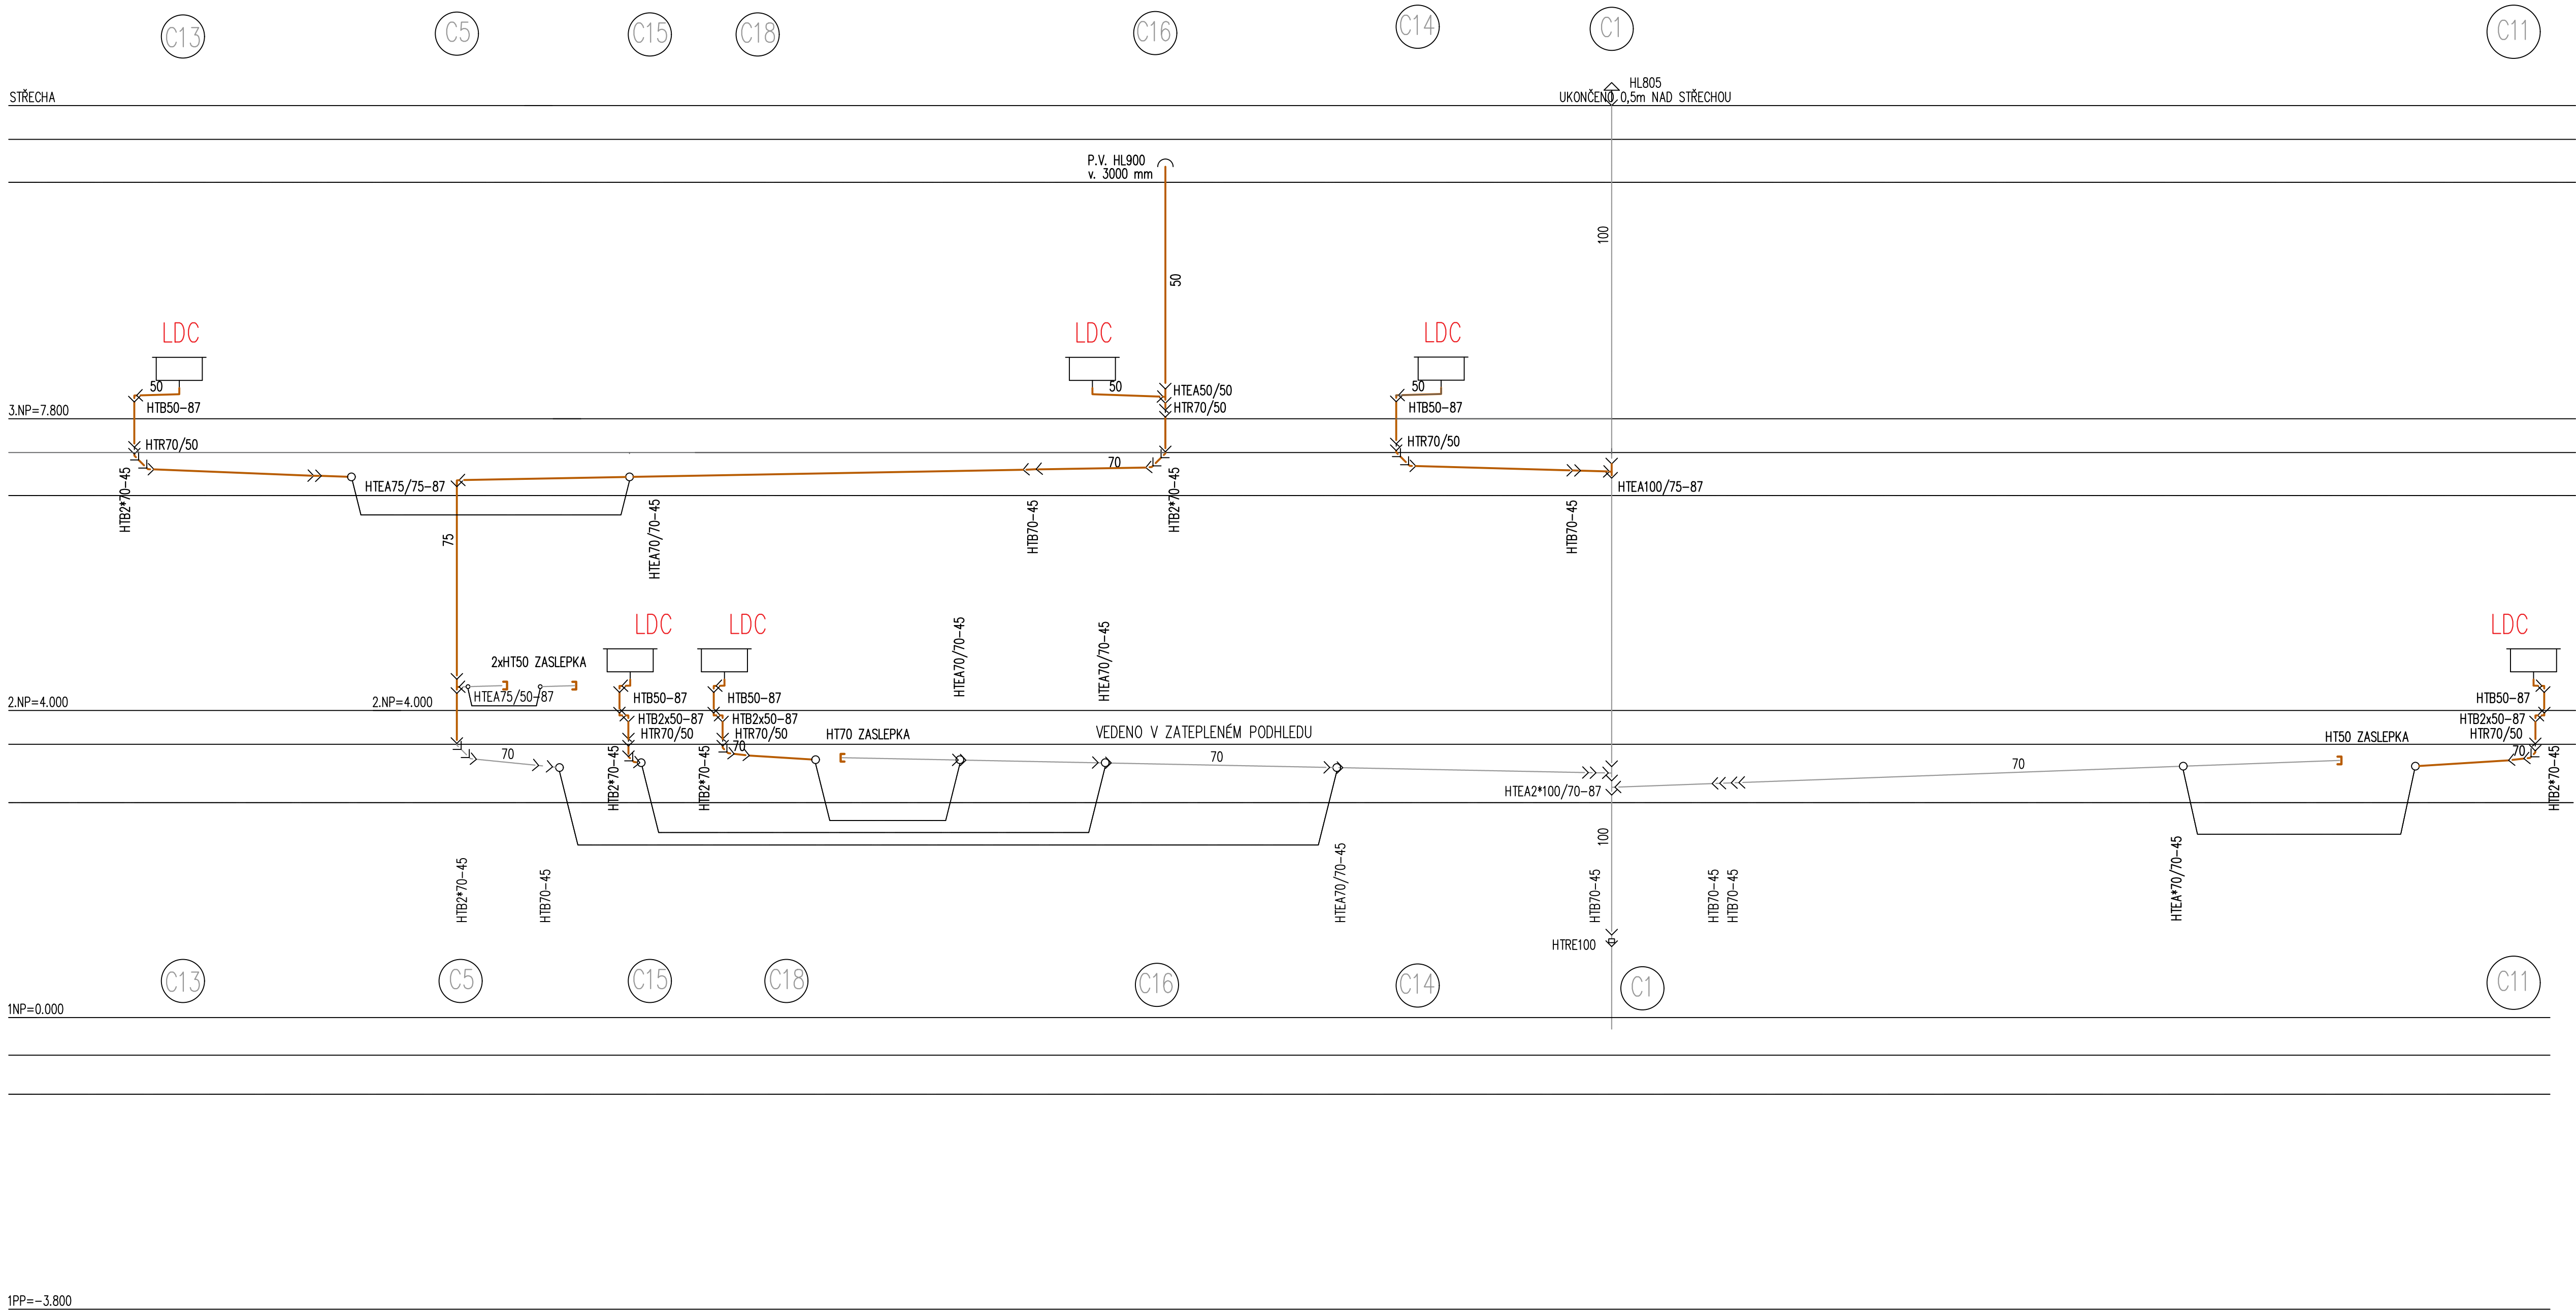 C13
C5
C15
C18
C16
C14
C1
C11
HL805
STŘECHA
UKONČENO 0,5m NAD STŘECHOU
P.V. HL900
v. 3000 mm
100
50
LDC
LDC
LDC
50
50
50
HTEA50/50
3.NP=7.800
HTB50-87
HTR70/50
HTB50-87
HTR70/50
HTR70/50
70
HTB2*70-45
HTEA75/75-87
HTEA70/70-45
HTB70-45
HTB2*70-45
HTB70-45
HTEA100/75-87
75
LDC
LDC
LDC
2xHT50 ZASLEPKA
HTEA70/70-45
HTEA70/70-45
HTEA75/50-87
HTB50-87
HTB50-87
HTB50-87
2.NP=4.000
2.NP=4.000
HTB2x50-87
HTB2x50-87
HTB2x50-87
HTR70/50
HTR70/50
HTR70/50
HT70 ZASLEPKA
VEDENO V ZATEPLENÉM PODHLEDU
HT50 ZASLEPKA
70
70
70
70
70
HTB2*70-45
HTB2*70-45
HTB2*70-45
HTEA2*100/70-87
100
HTB2*70-45
HTB70-45
HTEA70/70-45
HTB70-45
HTB70-45
HTB70-45
HTEA*70/70-45
HTRE100
C13
C5
C15
C18
C16
C14
C1
C11
1NP=0.000
1PP=-3.800